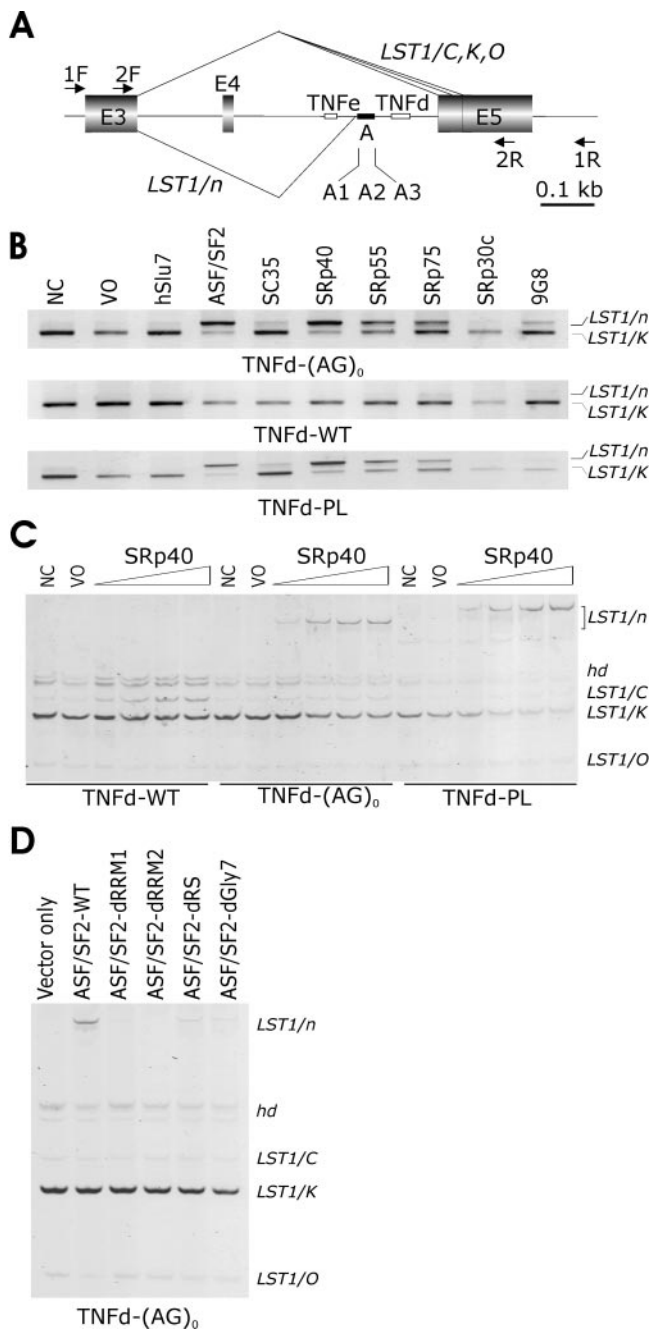 A
LST1/C,K,O
1F 2F
E4
TNFe TNFd
E3 E5
A
2R 1R
LST1/n
A1 A2 A3
0.1 kb
B
NC VO hSlu7 ASF/SF2 SC35 SRp40 SRp55 SRp75 SRp30c 9G8
LST1/n
LST1/K
TNFd-(AG)₀
LST1/n
LST1/K
TNFd-WT
LST1/n
LST1/K
TNFd-PL
C
SRp40 SRp40 SRp40
NC VO NC VO NC VO
LST1/n
hd
LST1/C
LST1/K
LST1/O
TNFd-WT TNFd-(AG)₀ TNFd-PL
D
Vector only ASF/SF2-WT ASF/SF2-dRRM1 ASF/SF2-dRRM2 ASF/SF2-dRS ASF/SF2-dGly7
LST1/n
hd
LST1/C
LST1/K
LST1/O
TNFd-(AG)₀